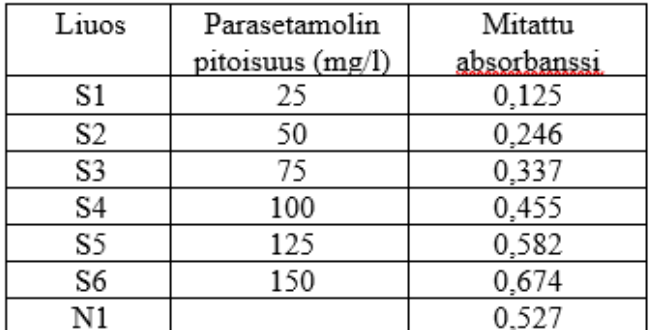 Liuos Parasetamolin pitoisuus (mg/l) Mitattu absorbanssi
S1 25 0,125
S2 50 0,246
S3 75 0,337
S4 100 0,455
S5 125 0,582
S6 150 0,674
N1 0.527